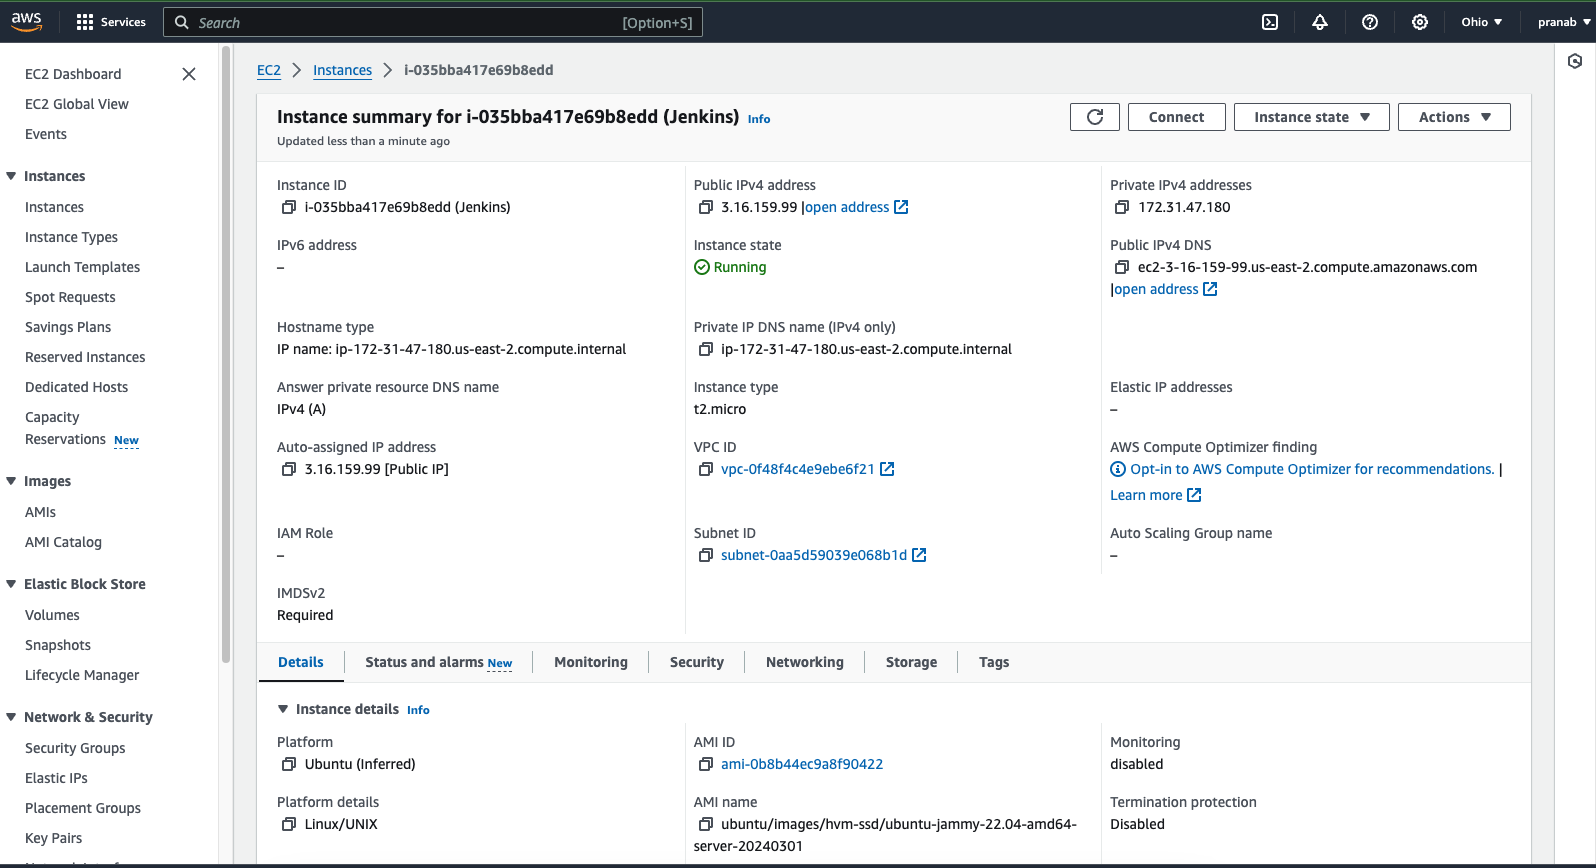 aws
Services
Search
[Option+S]
Ohio
pranab
EC2 Dashboard
EC2 Global View
Events
Instances
Instances
Instance Types
Launch Templates
Spot Requests
Savings Plans
Reserved Instances
Dedicated Hosts
Capacity
Reservations New
Images
AMIs
AMI Catalog
Elastic Block Store
Volumes
Snapshots
Lifecycle Manager
Network & Security
Security Groups
Elastic IPs
Placement Groups
Key Pairs
EC2 > Instances > i-035bba417e69b8edd
Instance summary for i-035bba417e69b8edd (Jenkins) Info
Updated less than a minute ago
Connect
Instance state
Actions
Instance ID
i-035bba417e69b8edd (Jenkins)
Public IPv4 address
3.16.159.99 |open address
Private IPv4 addresses
172.31.47.180
IPv6 address
–
Instance state
Running
Public IPv4 DNS
ec2-3-16-159-99.us-east-2.compute.amazonaws.com
|open address
Hostname type
IP name: ip-172-31-47-180.us-east-2.compute.internal
Private IP DNS name (IPv4 only)
ip-172-31-47-180.us-east-2.compute.internal
Answer private resource DNS name
IPv4 (A)
Instance type
t2.micro
Elastic IP addresses
–
Auto-assigned IP address
3.16.159.99 [Public IP]
VPC ID
vpc-0f48f4c4e9ebe6f21
AWS Compute Optimizer finding
Opt-in to AWS Compute Optimizer for recommendations. |
Learn more
IAM Role
–
Subnet ID
subnet-0aa5d59039e068b1d
Auto Scaling Group name
–
IMDSv2
Required
Details
Status and alarms New
Monitoring
Security
Networking
Storage
Tags
Instance details Info
Platform
Ubuntu (Inferred)
AMI ID
ami-0b8b44ec9a8f90422
Monitoring
disabled
Platform details
Linux/UNIX
AMI name
ubuntu/images/hvm-ssd/ubuntu-jammy-22.04-amd64-
server-20240301
Termination protection
Disabled